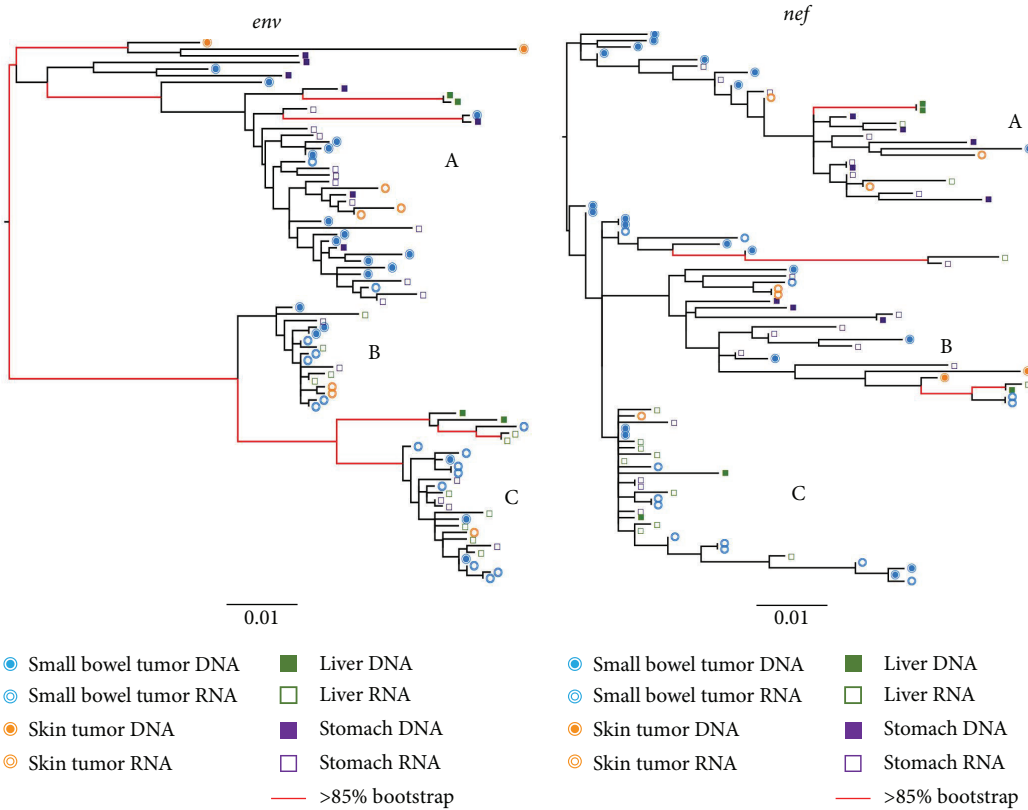 env
nef
A
A
B
B
C
C
0.01
0.01
Small bowel tumor DNA
Liver DNA
Small bowel tumor RNA
Liver RNA
Skin tumor DNA
Stomach DNA
Skin tumor RNA
Stomach RNA
>85% bootstrap
Small bowel tumor DNA
Liver DNA
Small bowel tumor RNA
Liver RNA
Skin tumor DNA
Stomach DNA
Skin tumor RNA
Stomach RNA
>85% bootstrap